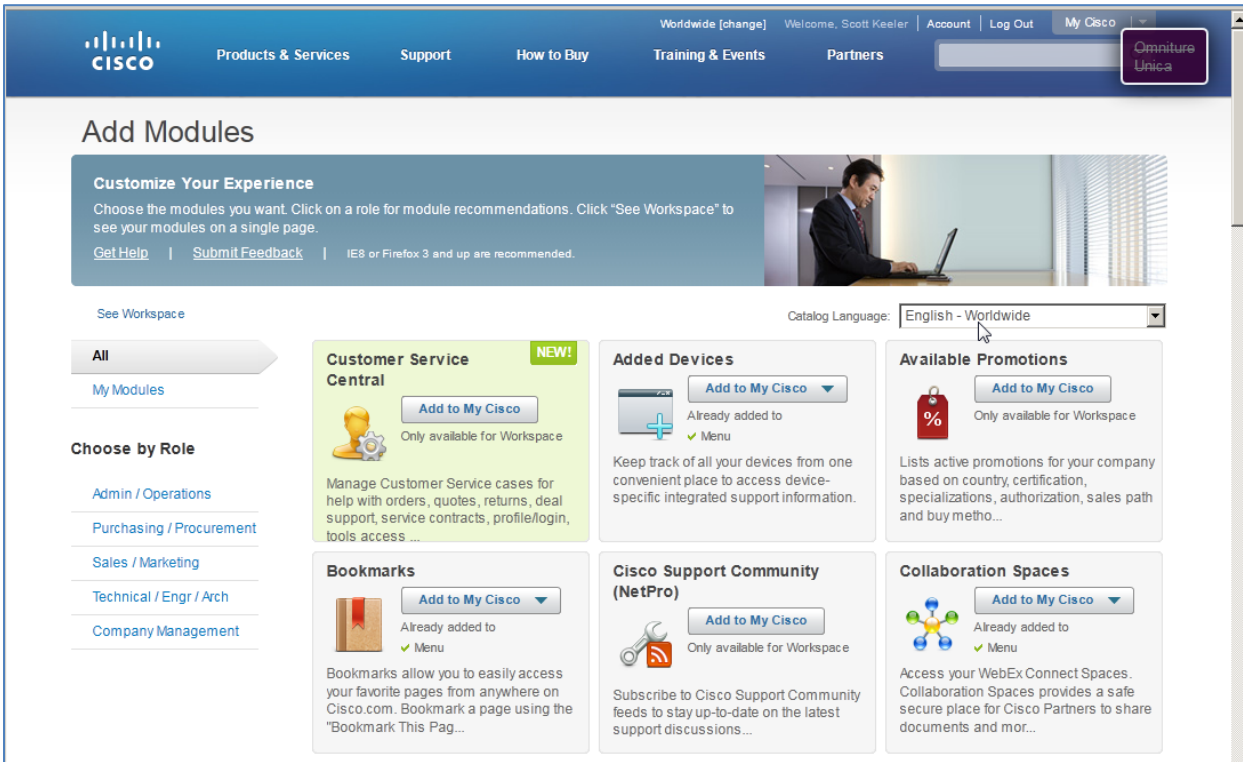 Worldwide [change] Welcome, Scott Keeler | Account | Log Out My Cisco
CISCO Products & Services Support How to Buy Training & Events Partners
Omniture
Unica
Add Modules
Customize Your Experience
Choose the modules you want. Click on a role for module recommendations. Click “See Workspace” to
see your modules on a single page.
Get Help | Submit Feedback | IE8 or Firefox 3 and up are recommended.
See Workspace
Catalog Language: English - Worldwide
All
My Modules
Choose by Role
Admin / Operations
Purchasing / Procurement
Sales / Marketing
Technical / Engr / Arch
Company Management
Customer Service
Central
NEW!
Add to My Cisco
Only available for Workspace
Manage Customer Service cases for
help with orders, quotes, returns, deal
support, service contracts, profile/login,
tools access ...
Added Devices
Add to My Cisco
Already added to
Menu
Keep track of all your devices from one
convenient place to access device-
specific integrated support information.
Available Promotions
%
Add to My Cisco
Only available for Workspace
Lists active promotions for your company
based on country, certification,
specializations, authorization, sales path
and buy metho...
Bookmarks
Add to My Cisco
Already added to
Menu
Bookmarks allow you to easily access
your favorite pages from anywhere on
Cisco.com. Bookmark a page using the
"Bookmark This Pag...
Cisco Support Community
(NetPro)
Add to My Cisco
Only available for Workspace
Subscribe to Cisco Support Community
feeds to stay up-to-date on the latest
support discussions...
Collaboration Spaces
Add to My Cisco
Already added to
Menu
Access your WebEx Connect Spaces.
Collaboration Spaces provides a safe
secure place for Cisco Partners to share
documents and mor...